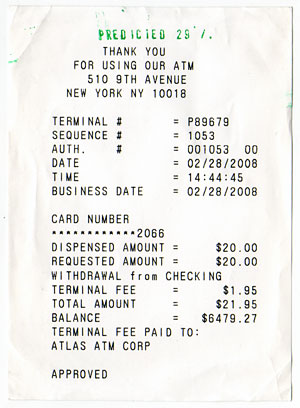 PREDICTED 29 %.
THANK YOU
FOR USING OUR ATM
510 9TH AVENUE
NEW YORK NY 10018
TERMINAL # = P89679
SEQUENCE # = 1053
AUTH. # = 001053 00
DATE = 02/28/2008
TIME = 14:44:45
BUSINESS DATE = 02/28/2008
CARD NUMBER
************2066
DISPENSED AMOUNT = $20.00
REQUESTED AMOUNT = $20.00
WITHDRAWAL from CHECKING
TERMINAL FEE = $1.95
TOTAL AMOUNT = $21.95
BALANCE = $6479.27
TERMINAL FEE PAID TO:
ATLAS ATM CORP
APPROVED